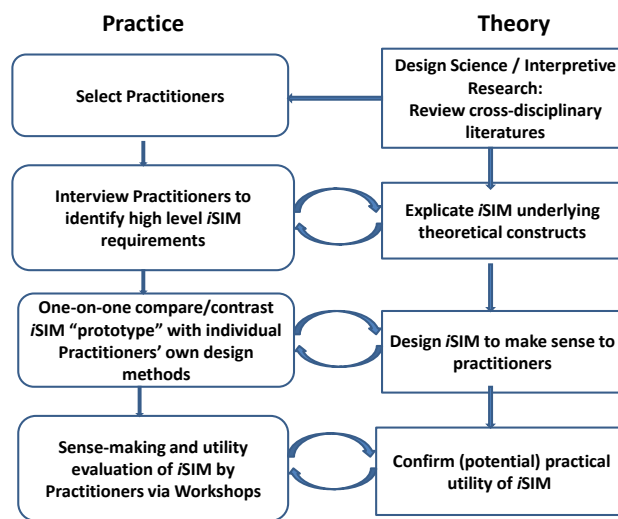 Practice
Theory
Select Practitioners
Design Science / Interpretive
Research:
Review cross-disciplinary
literatures
Interview Practitioners to
identify high level iSIM
requirements
Explicate iSIM underlying
theoretical constructs
One-on-one compare/contrast
iSIM “prototype” with individual
Practitioners’ own design
methods
Design iSIM to make sense to
practitioners
Sense-making and utility
evaluation of iSIM by
Practitioners via Workshops
Confirm (potential) practical
utility of iSIM